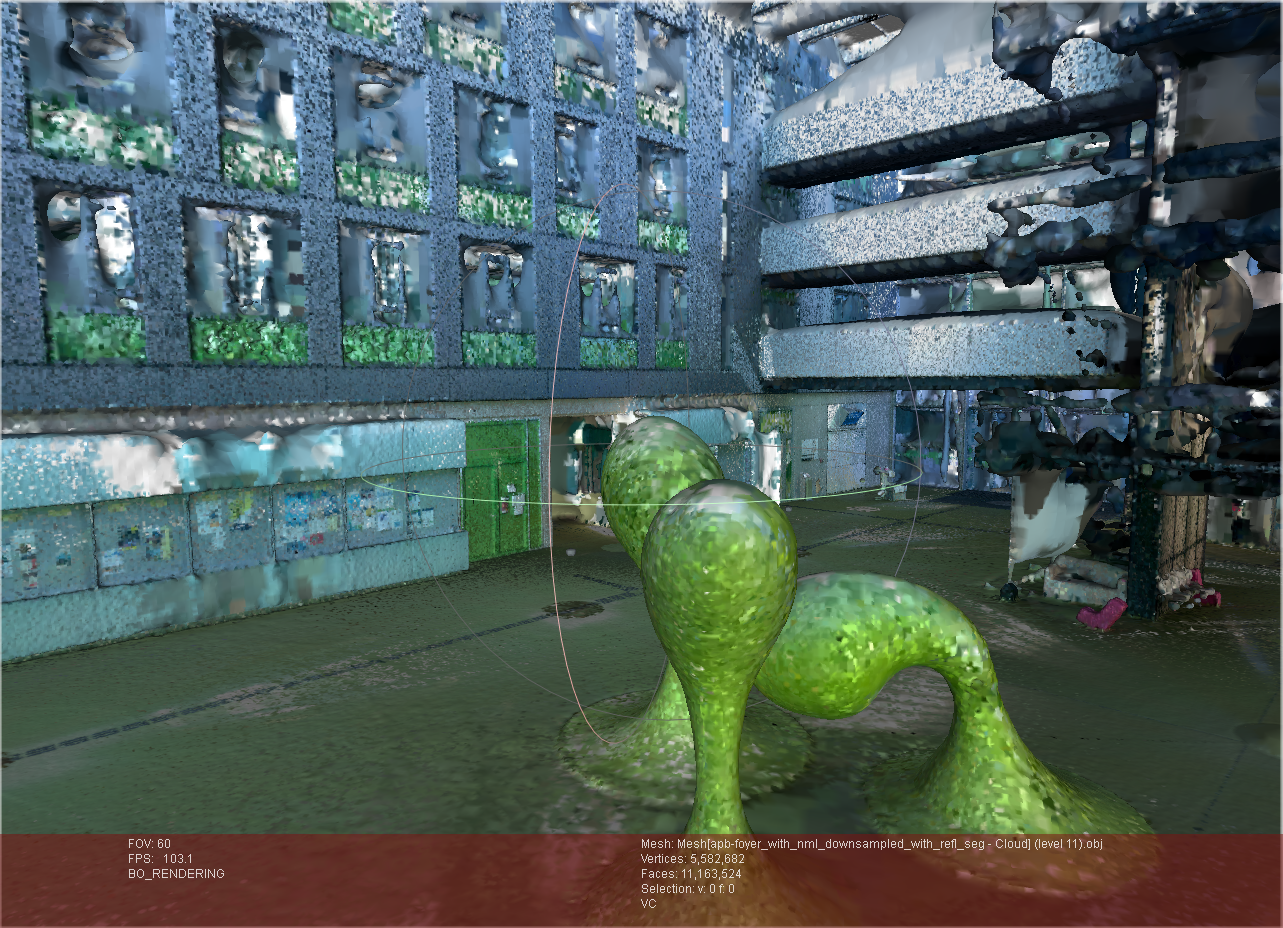 FOV: 60
FPS: 103.1
BO_RENDERING
Mesh: Mesh[apb-foyer_with_nml_downsampled_with_refl_seg - Cloud] (level 11).obj
Vertices: 5,582,682
Faces: 11,163,524
Selection: v: 0 f: 0
VC